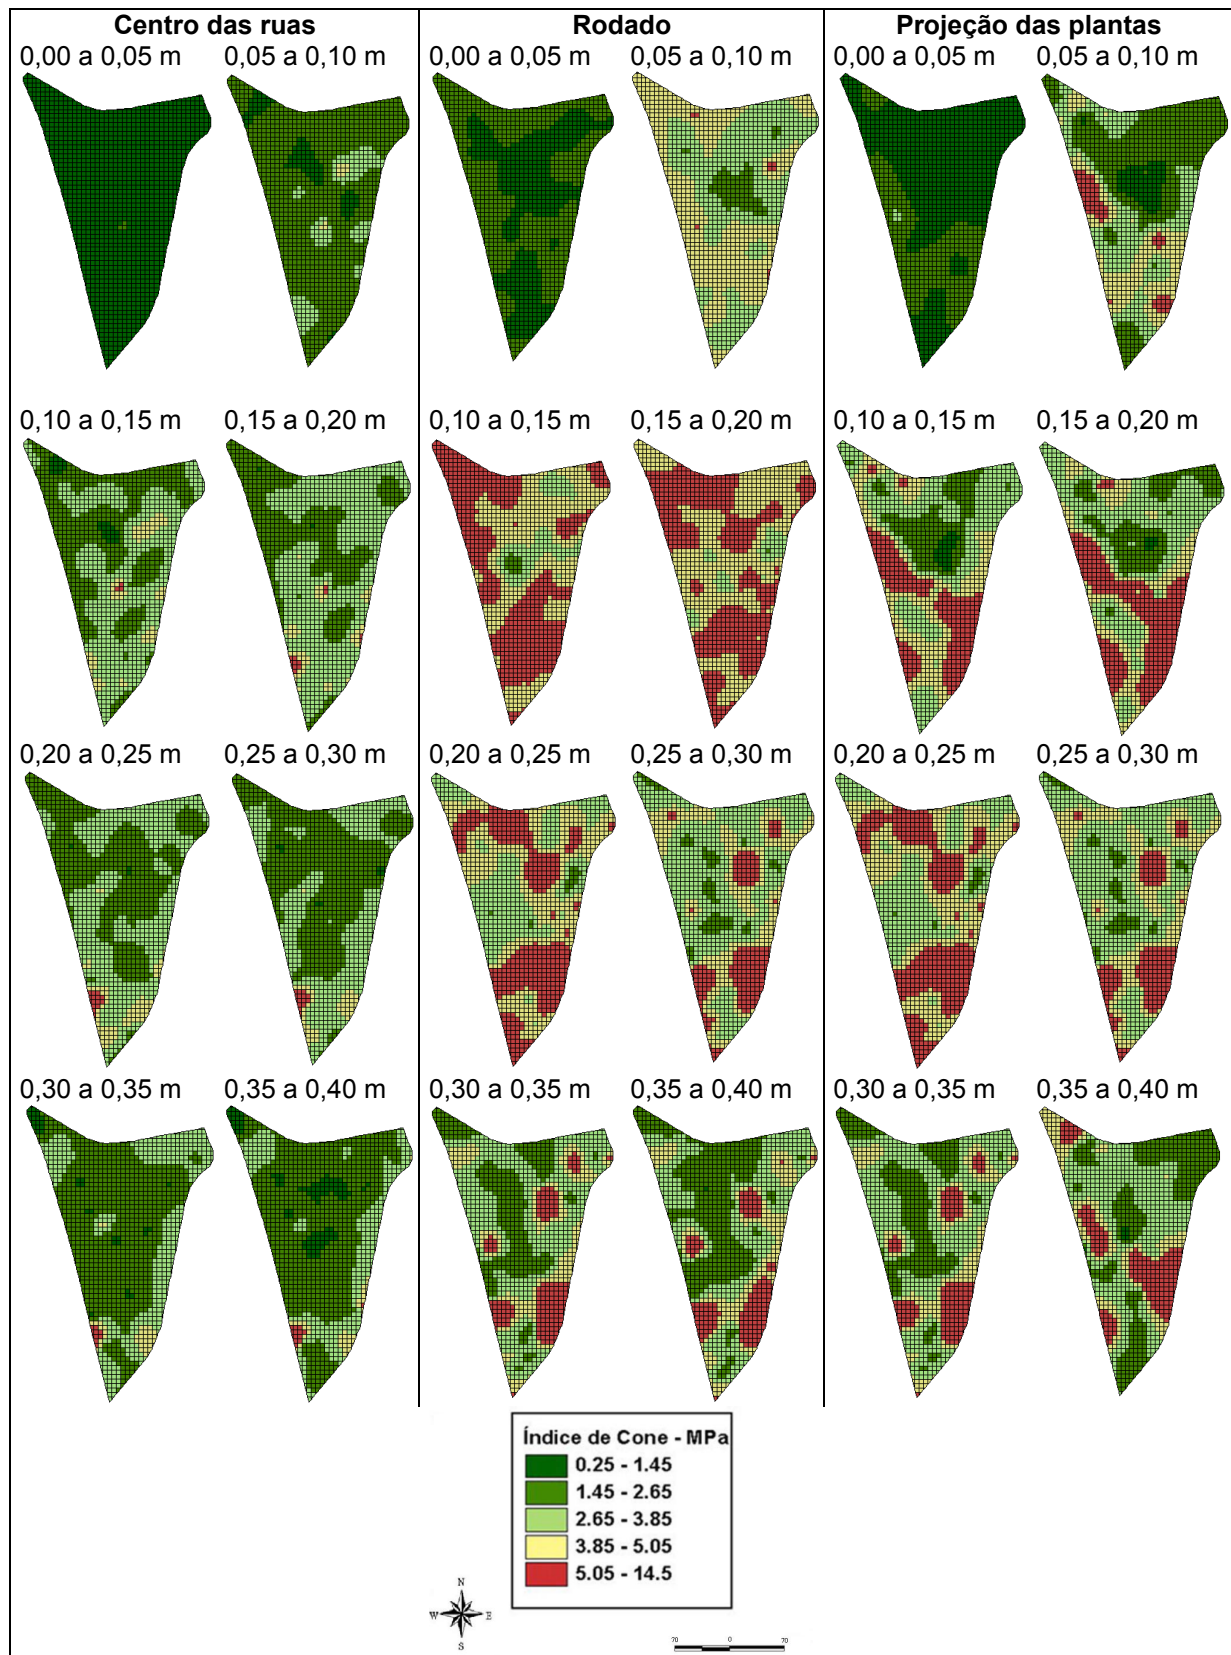 Centro das ruas
Rodado
Projeção das plantas
0,00 a 0,05 m
0,05 a 0,10 m
0,00 a 0,05 m
0,05 a 0,10 m
0,00 a 0,05 m
0,05 a 0,10 m
0,10 a 0,15 m
0,15 a 0,20 m
0,10 a 0,15 m
0,15 a 0,20 m
0,10 a 0,15 m
0,15 a 0,20 m
0,20 a 0,25 m
0,25 a 0,30 m
0,20 a 0,25 m
0,25 a 0,30 m
0,20 a 0,25 m
0,25 a 0,30 m
0,30 a 0,35 m
0,35 a 0,40 m
0,30 a 0,35 m
0,35 a 0,40 m
0,30 a 0,35 m
0,35 a 0,40 m
Índice de Cone - MPa
0.25 - 1.45
1.45 - 2.65
2.65 - 3.85
3.85 - 5.05
5.05 - 14.5
N
W E
S
70 0 70